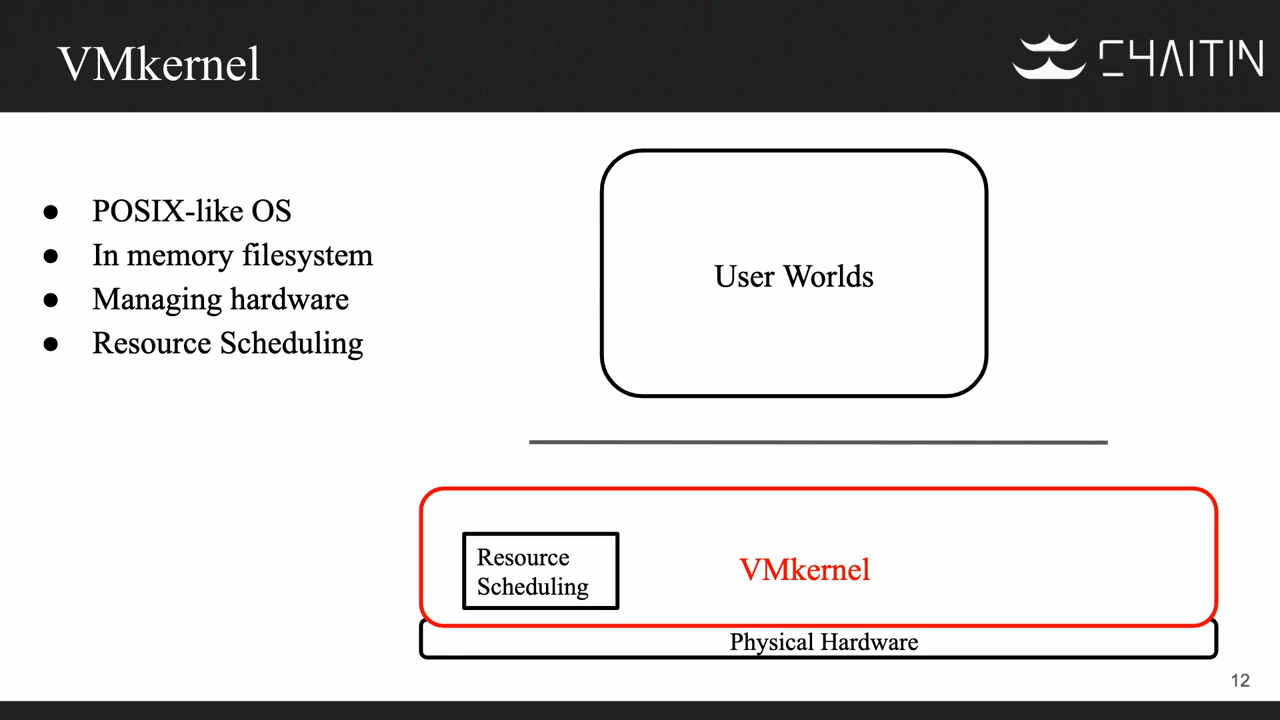 VMkernel
CHAITIN
● POSIX-like OS
● In memory filesystem
● Managing hardware
● Resource Scheduling
User Worlds
Resource
Scheduling
VMkernel
Physical Hardware
12